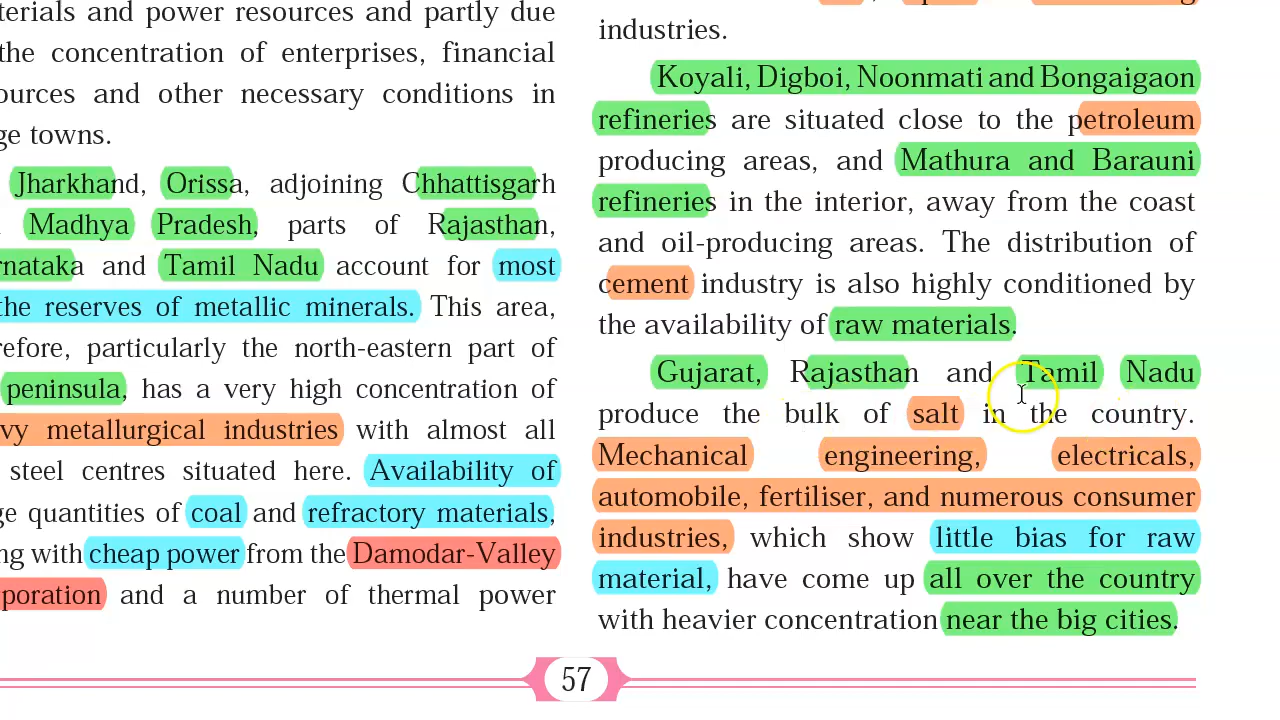 terials and power resources and partly due
the concentration of enterprises, financial
ources and other necessary conditions in
ge towns.
Jharkhand, Orissa, adjoining Chhattisgarh
Madhya Pradesh, parts of Rajasthan,
rnataka and Tamil Nadu account for most
the reserves of metallic minerals. This area,
refore, particularly the north-eastern part of
peninsula, has a very high concentration of
vy metallurgical industries with almost all
steel centres situated here. Availability of
ge quantities of coal and refractory materials,
ng with cheap power from the Damodar-Valley
poration and a number of thermal power
industries.
Koyali, Digboi, Noonmati and Bongaigaon
refineries are situated close to the petroleum
producing areas, and Mathura and Barauni
refineries in the interior, away from the coast
and oil-producing areas. The distribution of
cement industry is also highly conditioned by
the availability of raw materials.
Gujarat, Rajasthan and Tamil Nadu
produce the bulk of salt in the country.
Mechanical engineering, electricals,
automobile, fertiliser, and numerous consumer
industries, which show little bias for raw
material, have come up all over the country
with heavier concentration near the big cities.
57